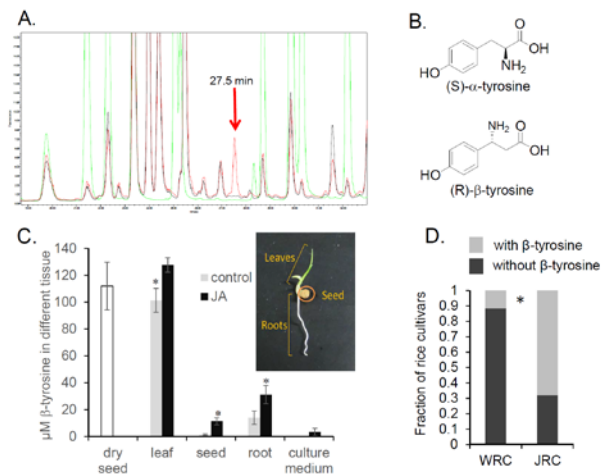 A.
27.5 min
B.
O
OH
NH₂
HO
(S)-α-tyrosine
NH₂
O
OH
HO
(R)-β-tyrosine
C.
µM β-tyrosine in different tissue
140
120
100
80
60
40
20
0
*
*
*
control
JA
Leaves
Seed
Roots
dry seed
leaf
seed
root
culture medium
D.
with β-tyrosine
without β-tyrosine
Fraction of rice cultivars
1
0.9
0.8
0.7
0.6
0.5
0.4
0.3
0.2
0.1
0
*
WRC
JRC